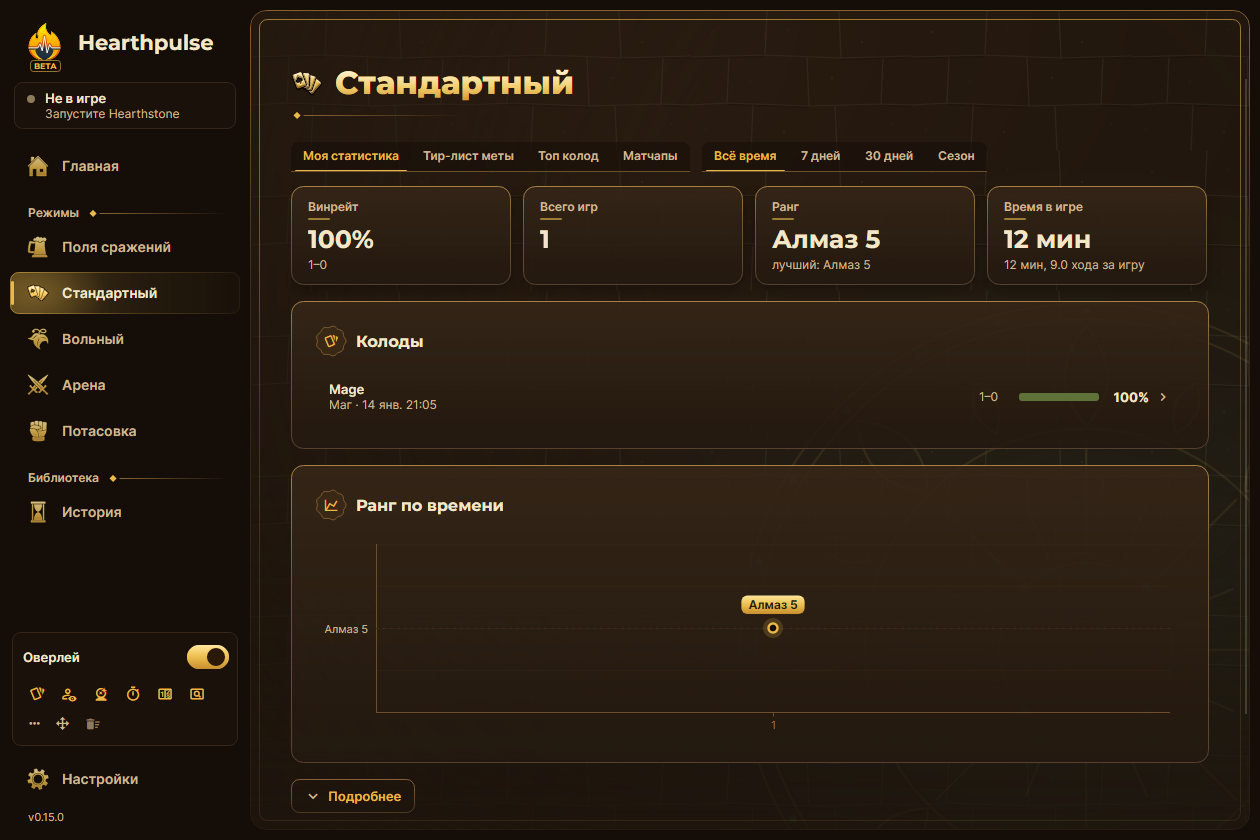 Hearthpulse
BETA
Не в игре
Запустите Hearthstone
Главная
Режимы
Поля сражений
Стандартный
Вольный
Арена
Потасовка
Библиотека
История
Оверлей
Настройки
v0.15.0
Стандартный
Моя статистика Тир-лист меты Топ колод Матчапы Всё время 7 дней 30 дней Сезон
Винрейт
100%
1–0
Всего игр
1
Ранг
Алмаз 5
лучший: Алмаз 5
Время в игре
12 мин
12 мин, 9.0 хода за игру
Колоды
Mage
Маг · 14 янв. 21:05
1–0 100%
Ранг по времени
Алмаз 5
Алмаз 5
1
Подробнее